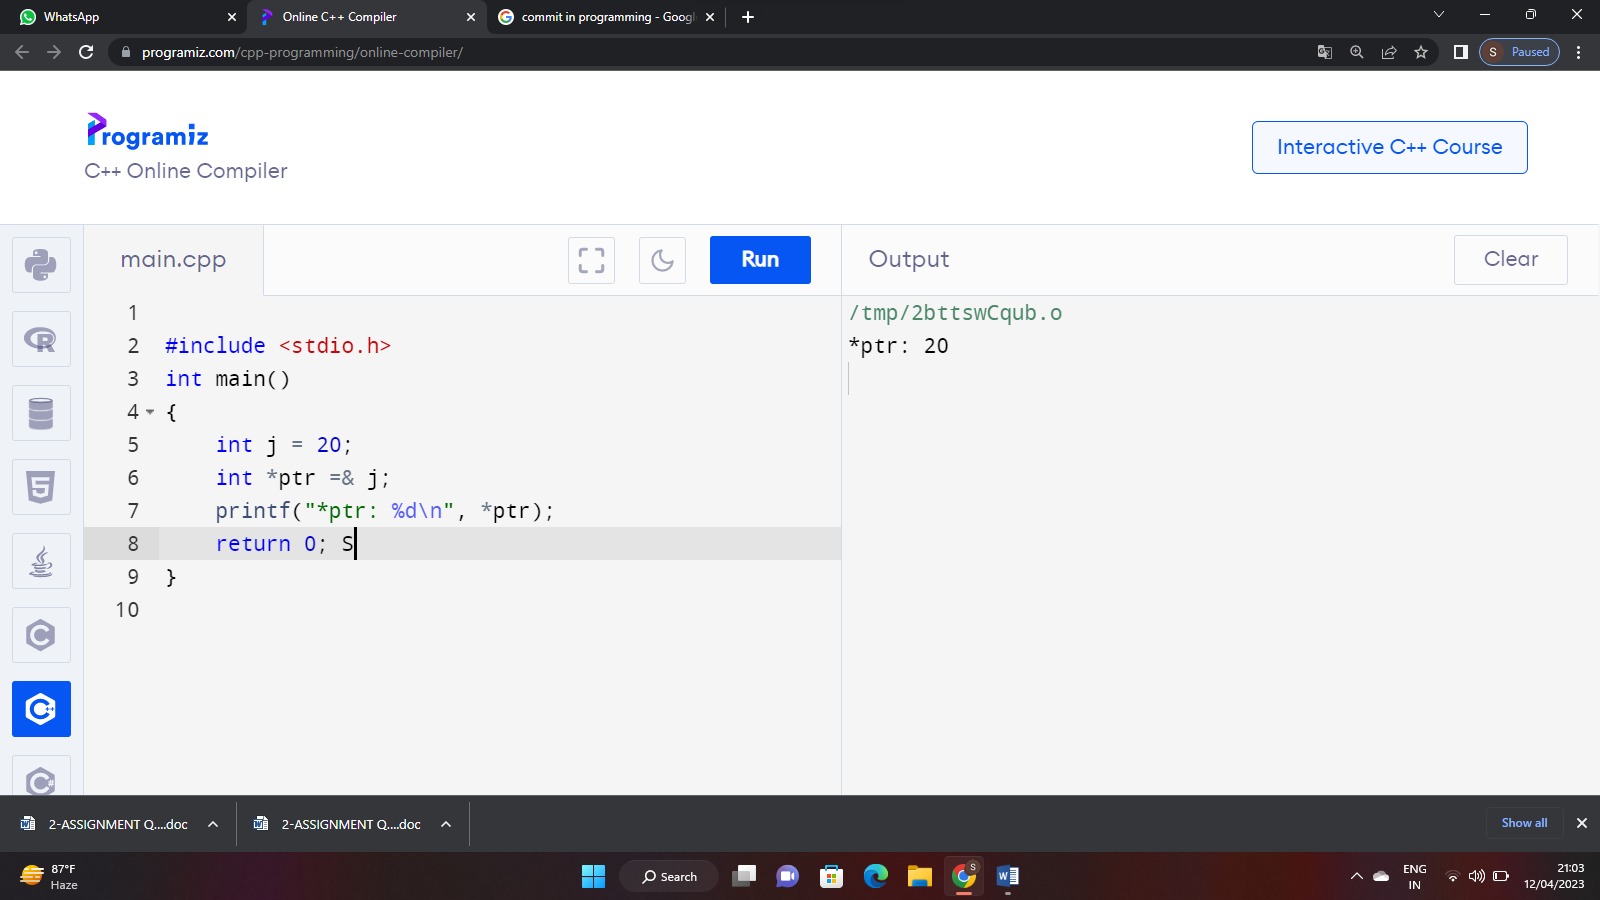 WhatsApp
Online C++ Compiler
commit in programming - Googl
programiz.com/cpp-programming/online-compiler/
S Paused
Programiz
C++ Online Compiler
Interactive C++ Course
main.cpp
Run
Output
Clear
1
2 #include <stdio.h>
3 int main()
4 {
5 int j = 20;
6 int *ptr =& j;
7 printf("*ptr: %d\n", *ptr);
8 return 0; S
9 }
10
/tmp/2bttswCqub.o
*ptr: 20
2-ASSIGNMENT Q....doc
2-ASSIGNMENT Q....doc
Show all
87°F
Haze
Search
ENG
IN
21:03
12/04/2023